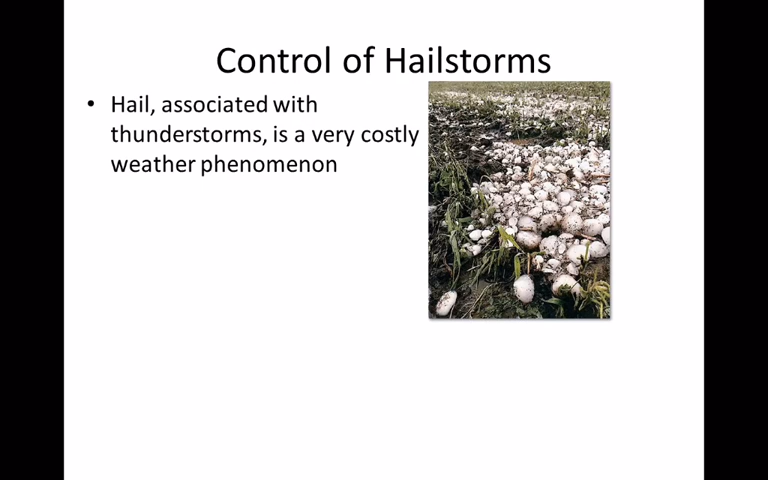 Control of Hailstorms
• Hail, associated with
thunderstorms, is a very costly
weather phenomenon